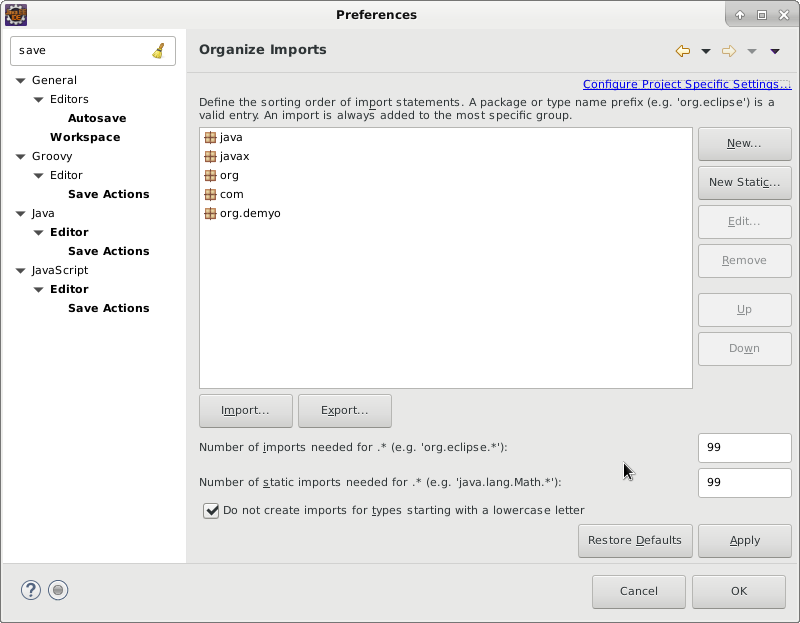 Preferences
save
General
Editors
Autosave
Workspace
Groovy
Editor
Save Actions
Java
Editor
Save Actions
JavaScript
Editor
Save Actions
Organize Imports
Configure Project Specific Settings...
Define the sorting order of import statements. A package or type name prefix (e.g. 'org.eclipse') is a
valid entry. An import is always added to the most specific group.
java
javax
org
com
org.demyo
New...
New Static...
Edit...
Remove
Up
Down
Import...
Export...
Number of imports needed for .* (e.g. 'org.eclipse.*'):
99
Number of static imports needed for .* (e.g. 'java.lang.Math.*'):
99
Do not create imports for types starting with a lowercase letter
Restore Defaults
Apply
?
Cancel
OK